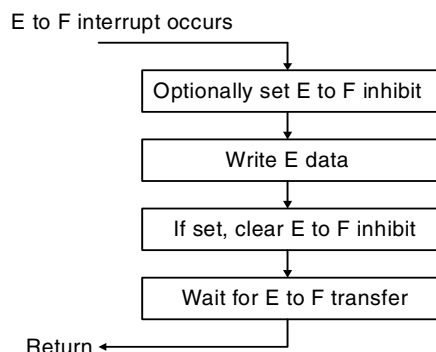 E to F interrupt occurs
Optionally set E to F inhibit
Write E data
If set, clear E to F inhibit
Wait for E to F transfer
Return